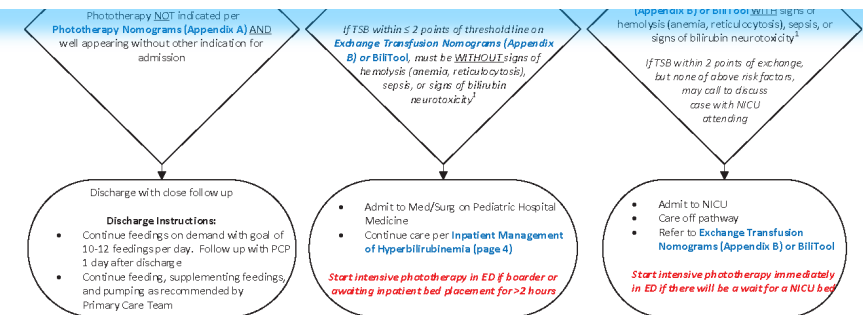 Phototherapy NOT indicated per
Phototherapy Nomograms (Appendix A) AND
well appearing without other indication for
admission
If TSB within ≤ 2 points of threshold line on
Exchange Transfusion Nomograms (Appendix
B) or BiliTool, must be WITHOUT signs of
hemolysis (anemia, reticulocytosis),
sepsis, or signs of bilirubin
neurotoxicity¹
(Appendix B) or BiliTool WITH signs of
hemolysis (anemia, reticulocytosis), sepsis, or
signs of bilirubin neurotoxicity¹
If TSB within 2 points of exchange,
but none of above risk factors,
may call to discuss
case with NICU
attending
Discharge with close follow up
Discharge Instructions:
• Continue feedings on demand with goal of
10-12 feedings per day. Follow up with PCP
1 day after discharge
• Continue feeding, supplementing feedings,
and pumping as recommended by
Primary Care Team
• Admit to Med/Surg on Pediatric Hospital
Medicine
• Continue care per Inpatient Management
of Hyperbilirubinemia (page 4)
Start intensive phototherapy in ED if boarder or
awaiting inpatient bed placement for >2 hours
• Admit to NICU
• Care off pathway
• Refer to Exchange Transfusion
Nomograms (Appendix B) or BiliTool
Start intensive phototherapy immediately
in ED if there will be a wait for a NICU bed